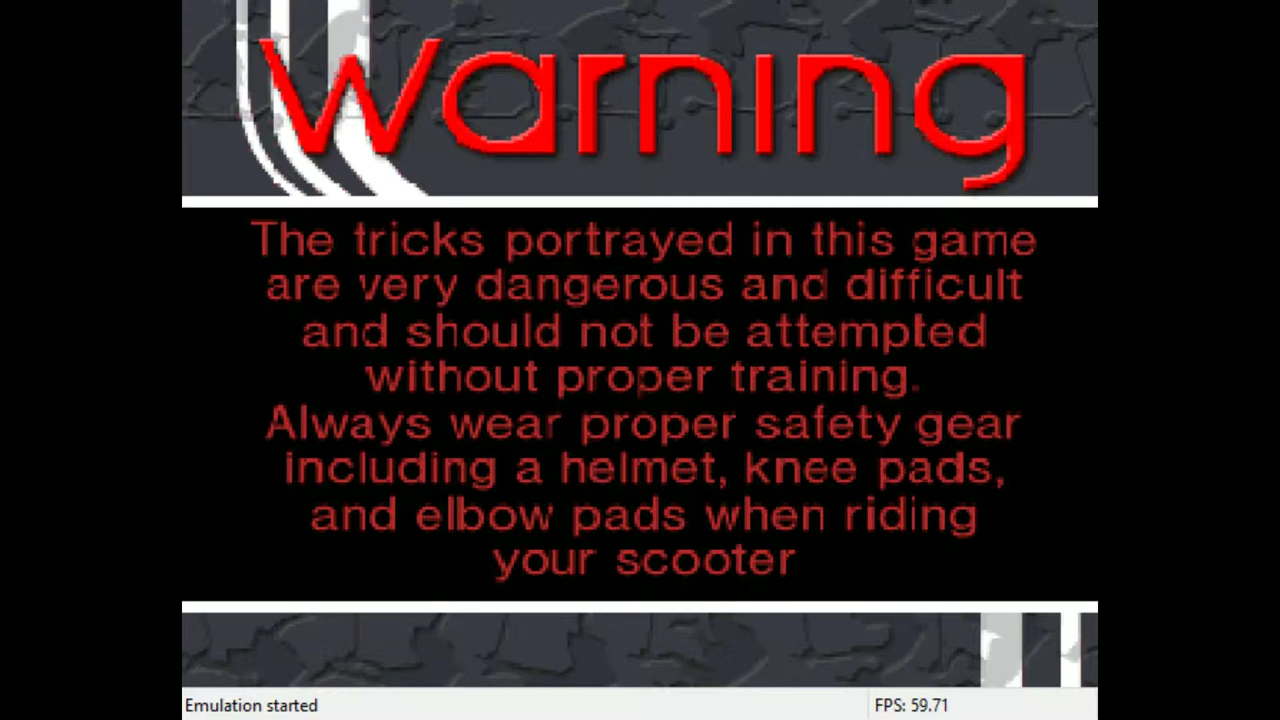 warning
The tricks portrayed in this game
are very dangerous and difficult
and should not be attempted
without proper training.
Always wear proper safety gear
including a helmet, knee pads,
and elbow pads when riding
your scooter
Emulation started
FPS: 59.71